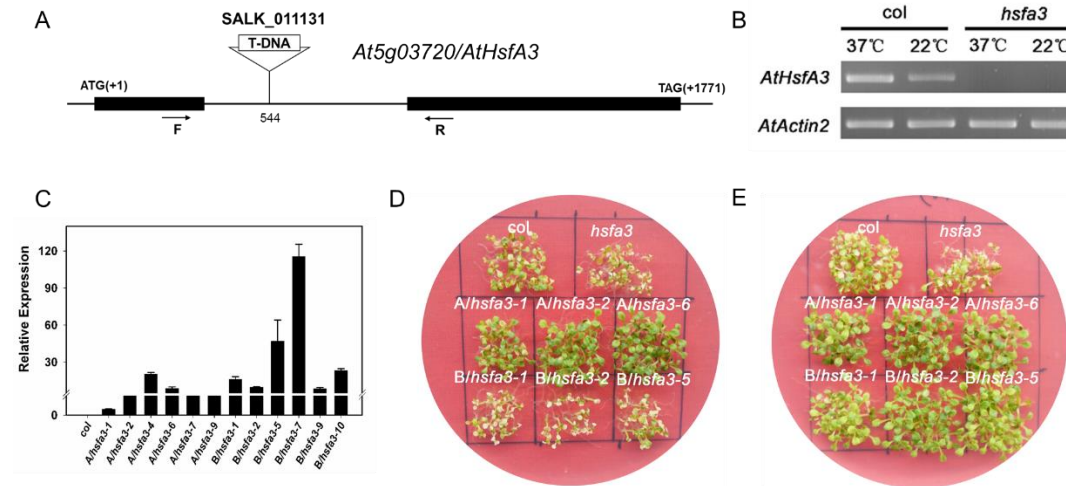 A
SALK_011131
T-DNA
At5g03720/AtHsfA3
ATG(+1)
TAG(+1771)
F
544
R
B
col hsfa3
37℃ 22℃ 37℃ 22℃
AtHsfA3
AtActin2
C
Relative Expression
120
90
60
30
0
col
A/hsfa3-1
A/hsfa3-2
A/hsfa3-4
A/hsfa3-6
A/hsfa3-7
A/hsfa3-9
B/hsfa3-1
B/hsfa3-2
B/hsfa3-5
B/hsfa3-7
B/hsfa3-9
B/hsfa3-10
D
col hsfa3
A/hsfa3-1 A/hsfa3-2 A/hsfa3-6
B/hsfa3-1 B/hsfa3-2 B/hsfa3-5
E
col hsfa3
A/hsfa3-1 A/hsfa3-2 A/hsfa3-6
B/hsfa3-1 B/hsfa3-2 B/hsfa3-5